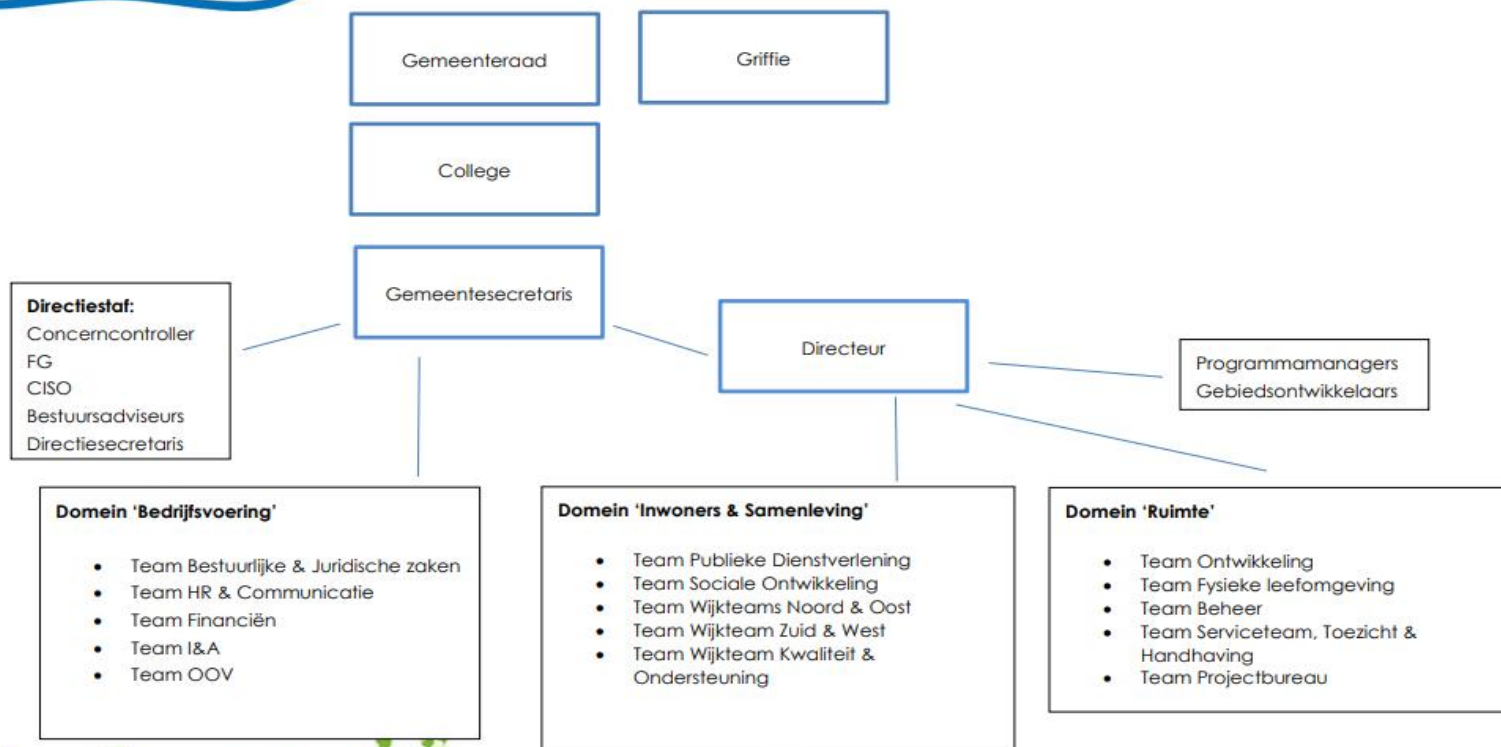 Gemeenteraad
Griffie
College
Gemeentesecretaris
Directiestaf:
Concerncontroller
FG
CISO
Bestuursadviseurs
Directiesecretaris
Directeur
Programmamanagers
Gebiedsontwikkelaars
Domein ‘Bedrijfsvoering’
• Team Bestuurlijke & Juridische zaken
• Team HR & Communicatie
• Team Financiën
• Team I&A
• Team OOV
Domein ‘Inwoners & Samenleving’
• Team Publieke Dienstverlening
• Team Sociale Ontwikkeling
• Team Wijkteams Noord & Oost
• Team Wijkteam Zuid & West
• Team Wijkteam Kwaliteit &
Ondersteuning
Domein ‘Ruimte’
• Team Ontwikkeling
• Team Fysieke leefomgeving
• Team Beheer
• Team Serviceteam, Toezicht &
Handhaving
• Team Projectbureau